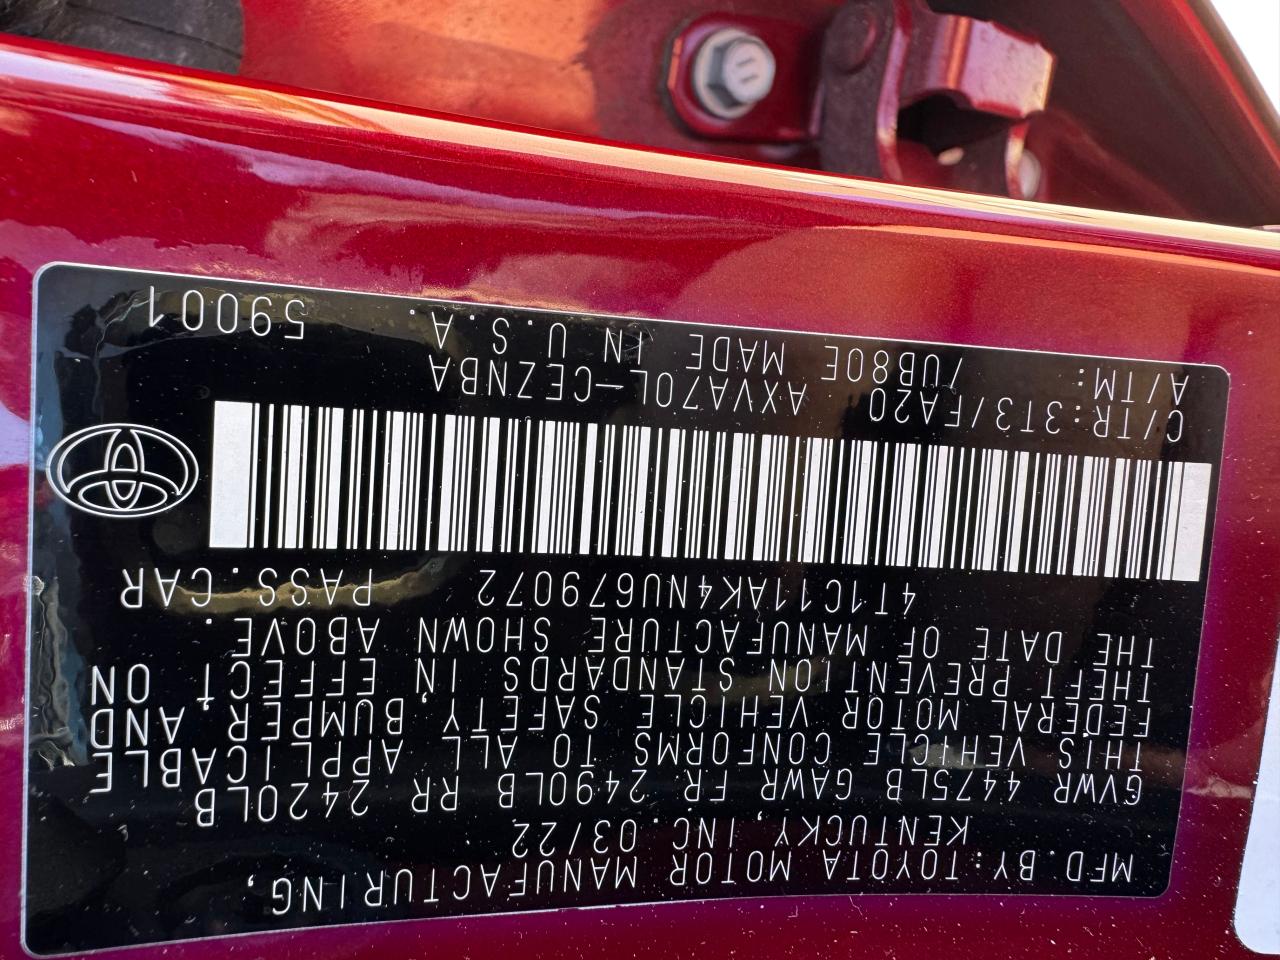 MFD.BY:TOYOTA MOTOR MANUFACTURING,
KENTUCKY,INC. 03/22
GVWR 4475LB GAWR FR 2490LB RR 2420LB
THIS VEHICLE CONFORMS TO ALL APPLICABLE
FEDERAL MOTOR VEHICLE SAFETY,BUMPER,AND
THEFT PREVENTION STANDARDS IN EFFECT ON
THE DATE OF MANUFACTURE SHOWN ABOVE.
4T1C11AK4NU679072 PASS.CAR
C/TR:3T3/FA20 AXVA70L-CEZNBA
A/TM: /UB80E MADE IN U.S.A. 59001